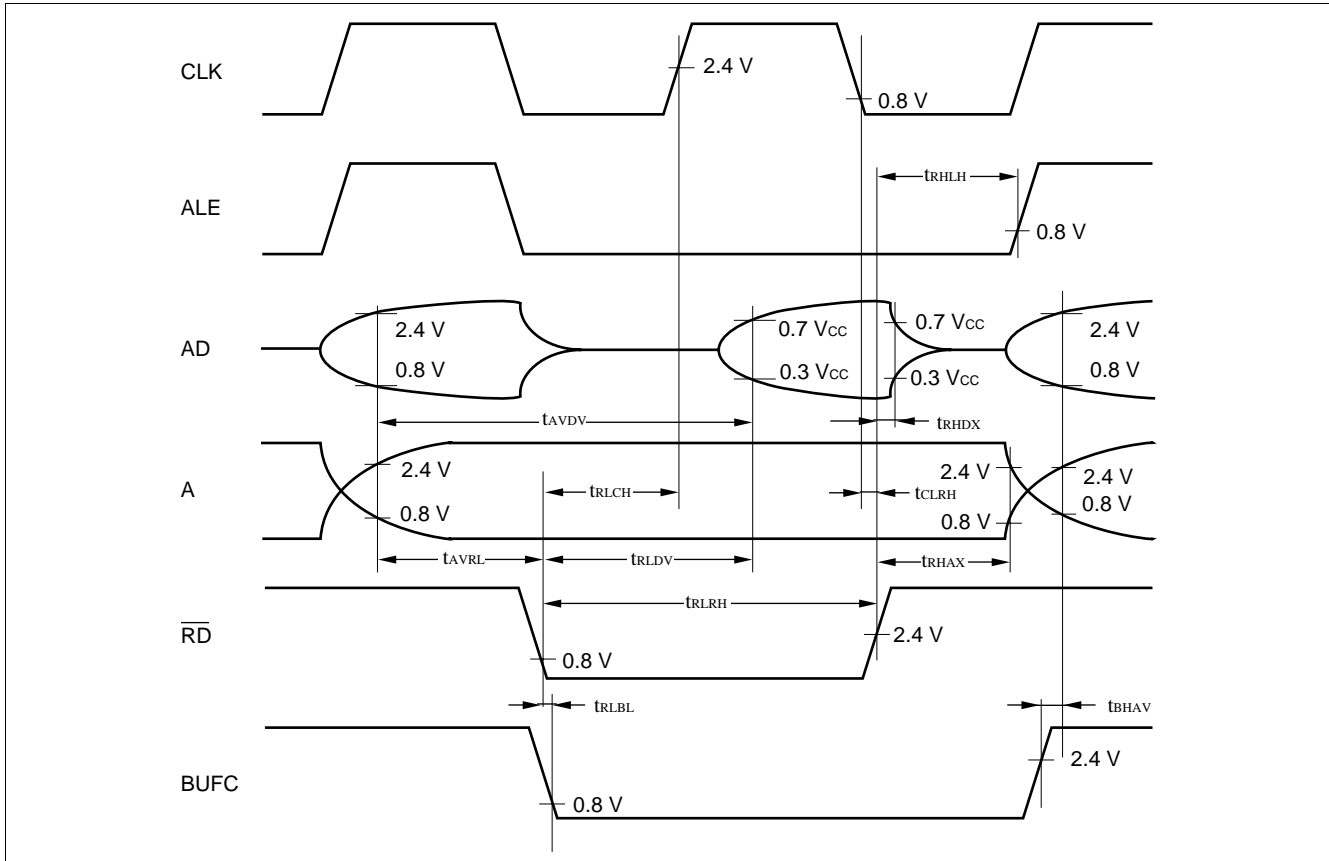 CLK
2.4 V
0.8 V
ALE
tRHLH
0.8 V
AD
2.4 V
0.8 V
0.7 VCC
0.3 VCC
0.7 VCC
0.3 VCC
2.4 V
0.8 V
tAVDV
tRHDX
A
2.4 V
0.8 V
tRLCH
tCLRH
2.4 V
0.8 V
2.4 V
0.8 V
tAVRL
tRLDV
tRHAX
tRLRH
RD
0.8 V
2.4 V
tRLBL
tBHAV
BUFC
0.8 V
2.4 V